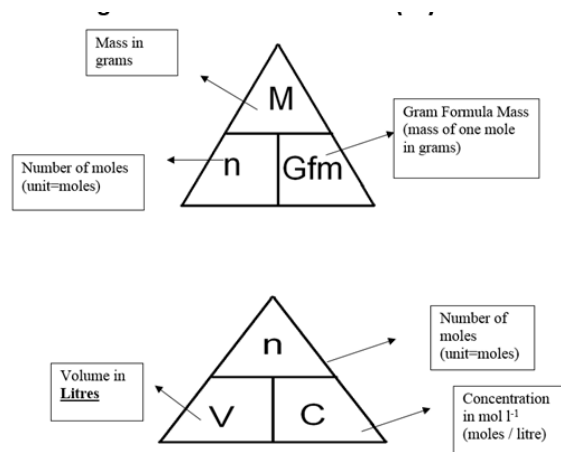 Mass in
grams
M
Gram Formula Mass
(mass of one mole
in grams)
Number of moles
(unit=moles)
n
Gfm
Number of
moles
(unit=moles)
n
Volume in
Litres
V
C
Concentration
in mol l⁻¹
(moles / litre)